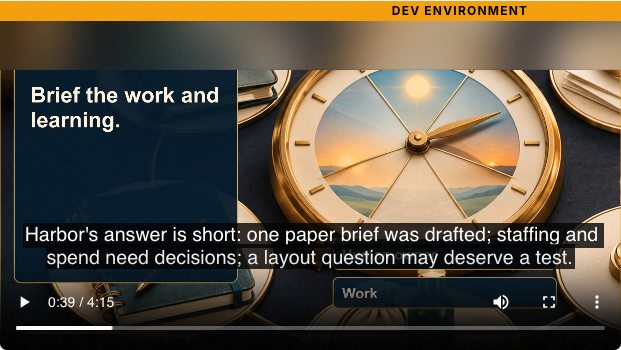 DEV ENVIRONMENT
Brief the work and
learning.
Harbor's answer is short: one paper brief was drafted; staffing and
spend need decisions; a layout question may deserve a test.
Work
0:39 / 4:15